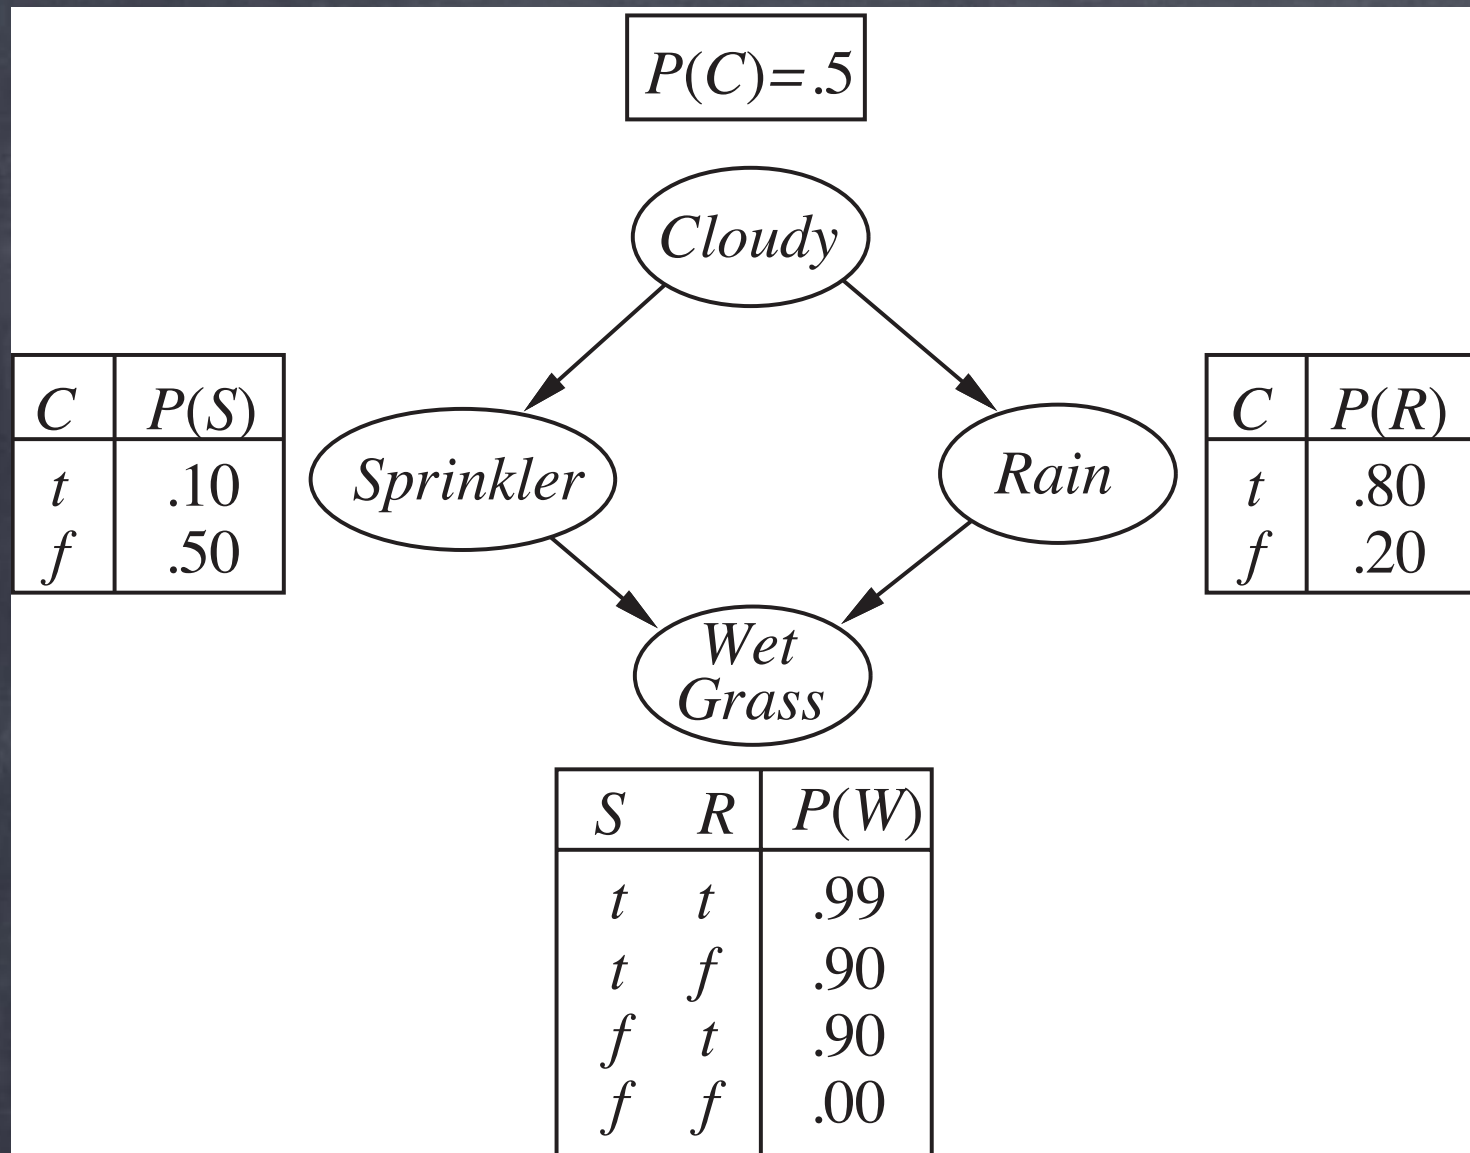 P(C)= .5
Cloudy
C P(S)
t .10
f .50
Sprinkler
Rain
C P(R)
t .80
f .20
Wet
Grass
S R P(W)
t t .99
t f .90
f t .90
f f .00